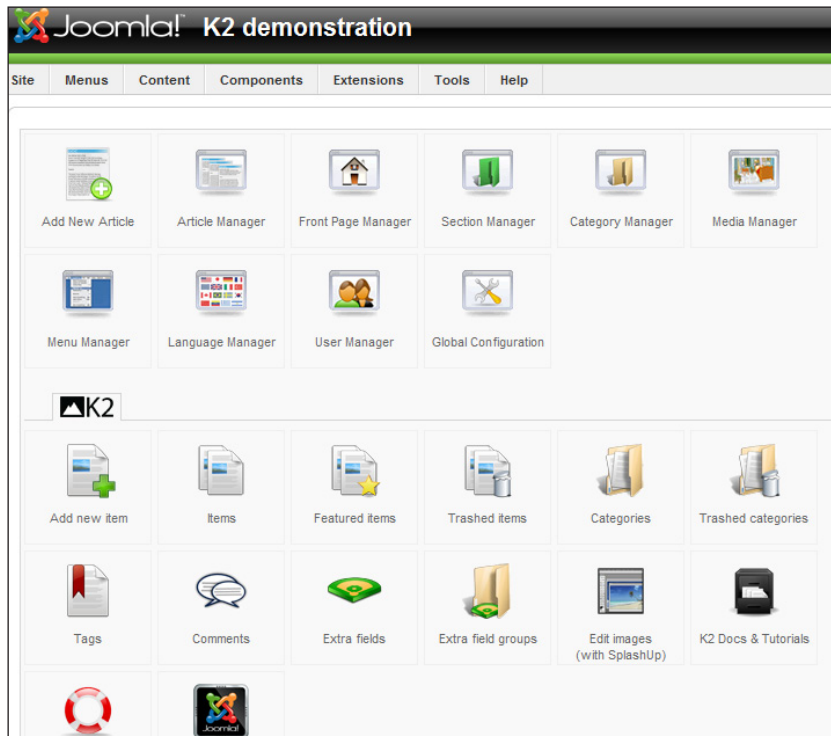 Joomla!™ K2 demonstration
Site Menus Content Components Extensions Tools Help
Add New Article Article Manager Front Page Manager Section Manager Category Manager Media Manager
Menu Manager Language Manager User Manager Global Configuration
K2
Add new item Items Featured items Trashed items Categories Trashed categories
Tags Comments Extra fields Extra field groups Edit images K2 Docs & Tutorials
(with SplashUp)
Joomla!